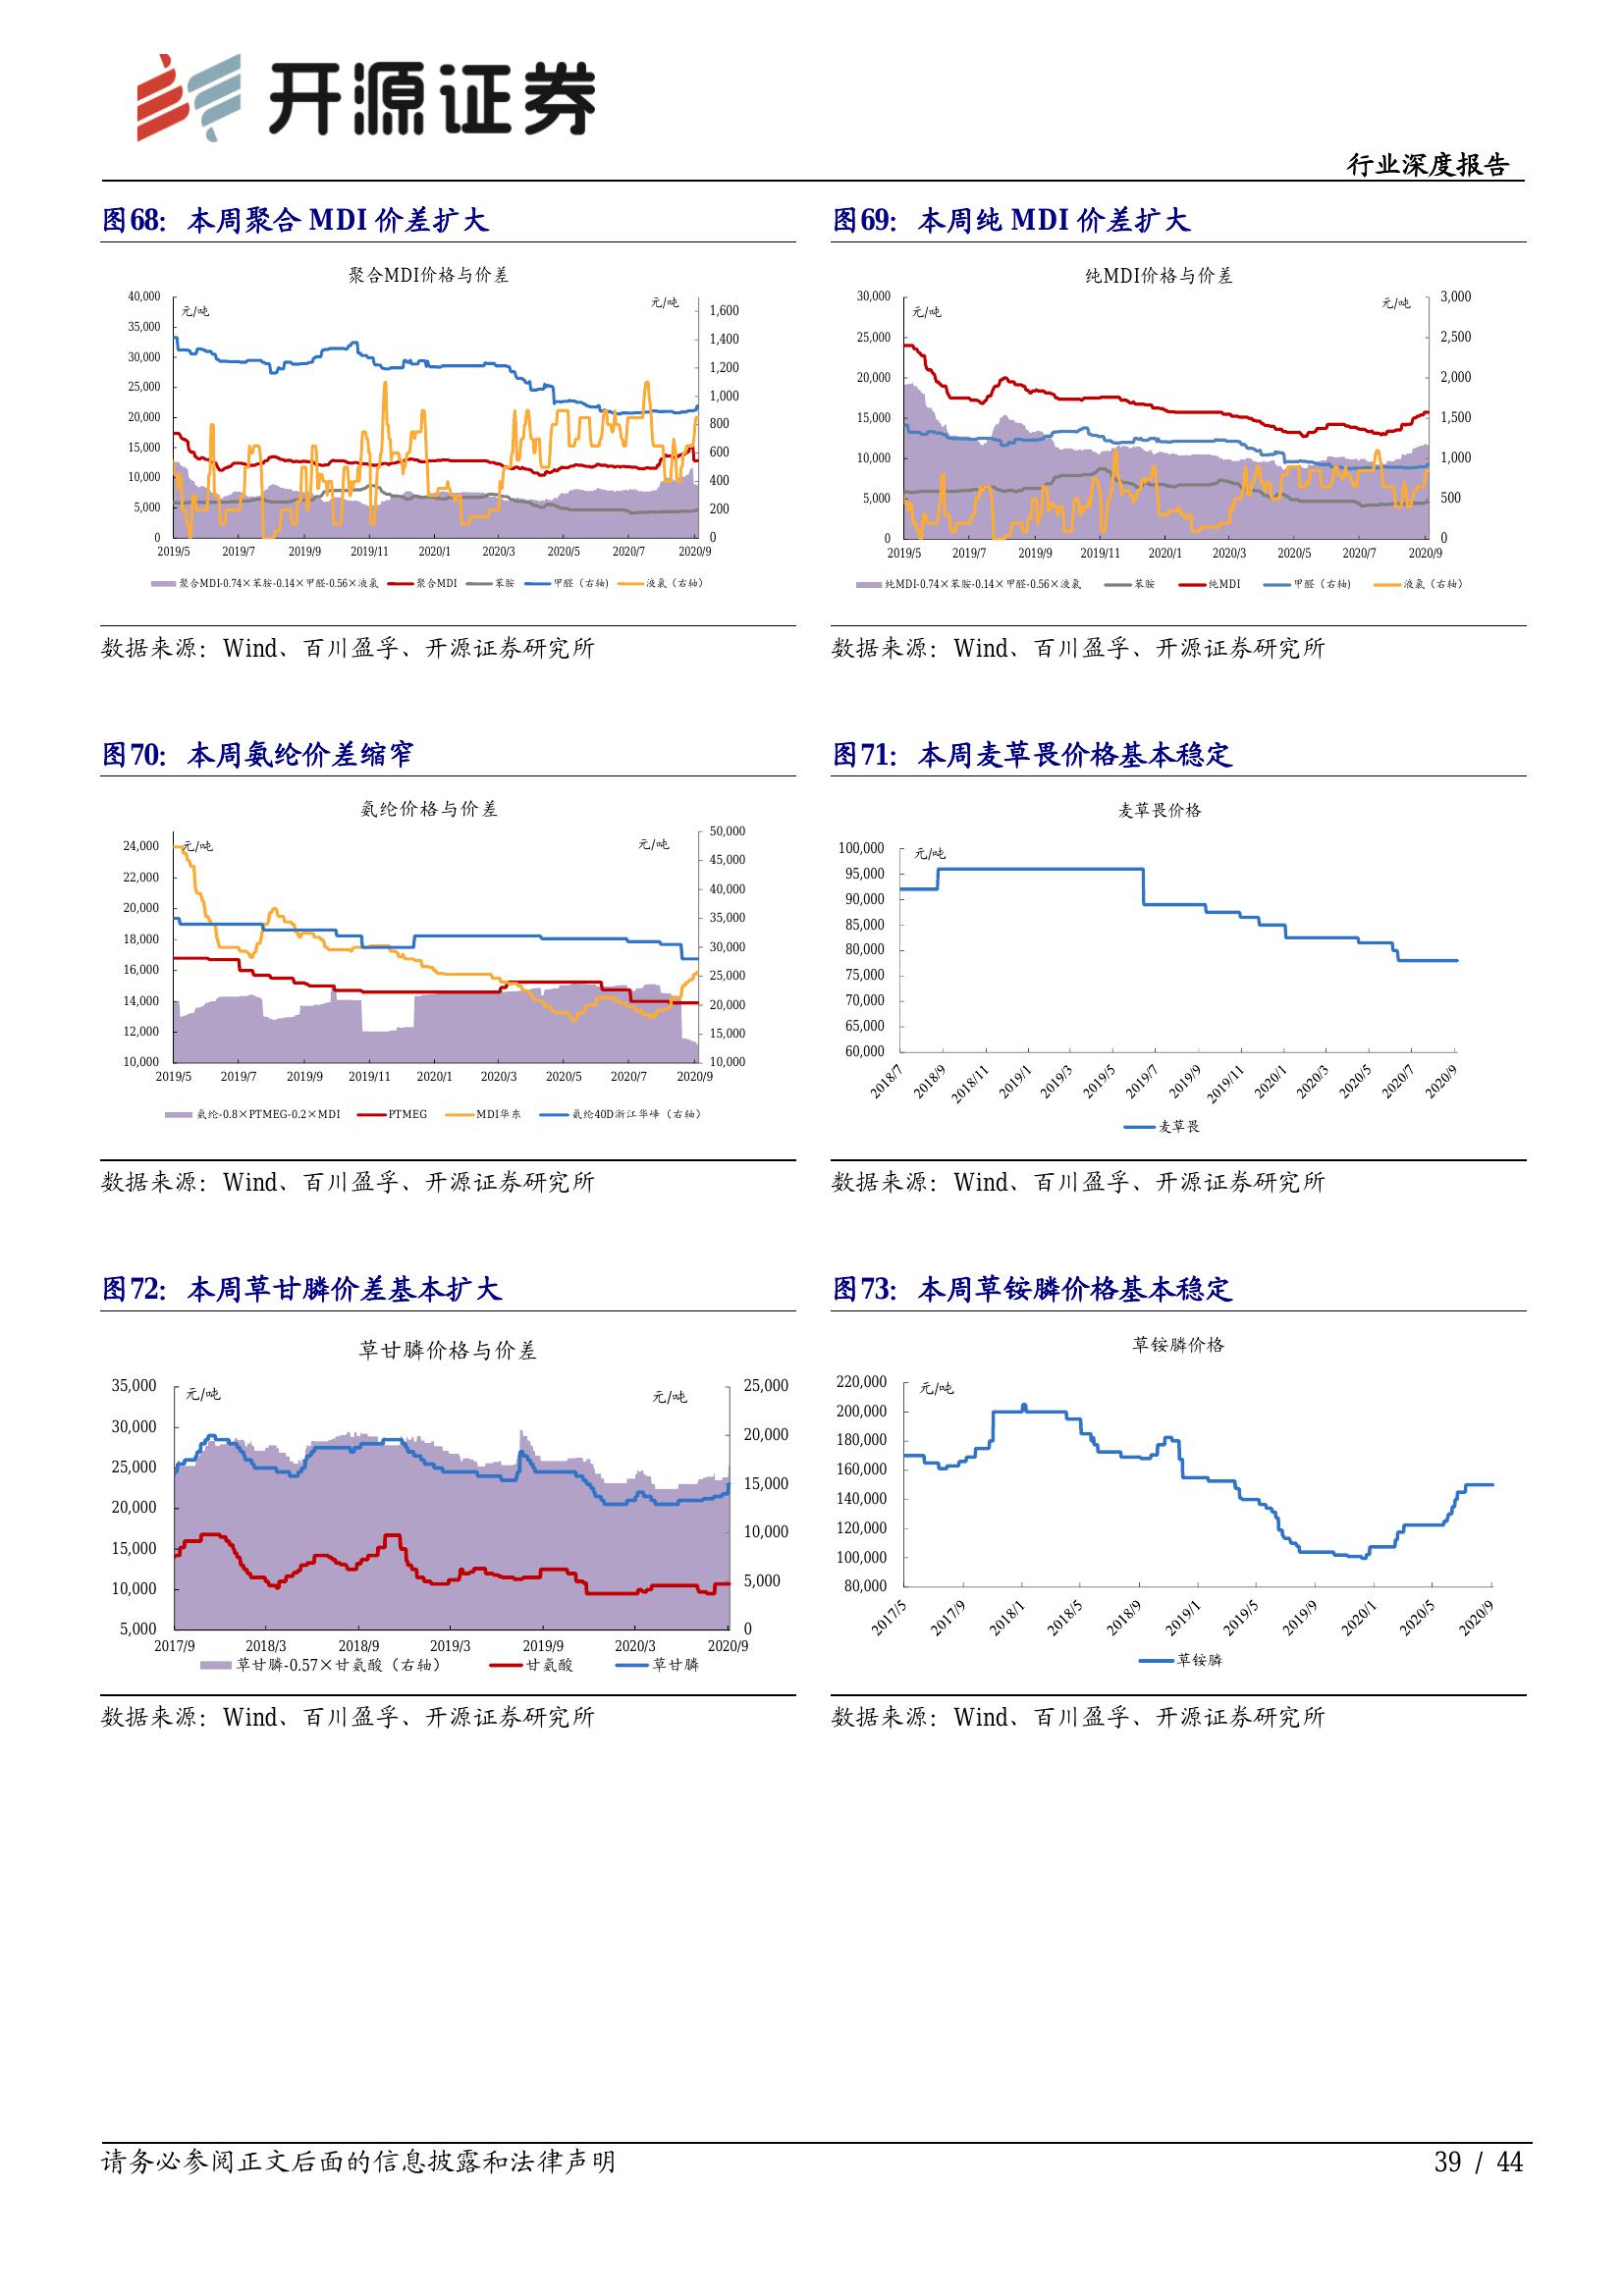 开源证券
行业深度报告
图68：本周聚合 MDI 价差扩大
聚合MDI价格与价差
元/吨
元/吨
40,000
35,000
30,000
25,000
20,000
15,000
10,000
5,000
0
1,600
1,400
1,200
1,000
800
600
400
200
0
2019/5 2019/7 2019/9 2019/11 2020/1 2020/3 2020/5 2020/7 2020/9
聚合MDI-0.74×苯胺-0.14×甲醛-0.56×液氯 聚合MDI 苯胺 甲醛（右轴) 液氯（右轴）
数据来源：Wind、百川盈孚、开源证券研究所
图69：本周纯 MDI 价差扩大
纯MDI价格与价差
元/吨
元/吨
30,000
25,000
20,000
15,000
10,000
5,000
0
3,000
2,500
2,000
1,500
1,000
500
0
2019/5 2019/7 2019/9 2019/11 2020/1 2020/3 2020/5 2020/7 2020/9
纯MDI-0.74×苯胺-0.14×甲醛-0.56×液氯 苯胺 纯MDI 甲醛（右轴) 液氯（右轴）
数据来源：Wind、百川盈孚、开源证券研究所
图70：本周氨纶价差缩窄
氨纶价格与价差
元/吨
元/吨
24,000
22,000
20,000
18,000
16,000
14,000
12,000
10,000
50,000
45,000
40,000
35,000
30,000
25,000
20,000
15,000
10,000
2019/5 2019/7 2019/9 2019/11 2020/1 2020/3 2020/5 2020/7 2020/9
氨纶-0.8×PTMEG-0.2×MDI PTMEG MDI华东 氨纶40D浙江华峰（右轴）
数据来源：Wind、百川盈孚、开源证券研究所
图71：本周麦草畏价格基本稳定
麦草畏价格
元/吨
100,000
95,000
90,000
85,000
80,000
75,000
70,000
65,000
60,000
2018/7 2018/9 2018/11 2019/1 2019/3 2019/5 2019/7 2019/9 2019/11 2020/1 2020/3 2020/5 2020/7 2020/9
麦草畏
数据来源：Wind、百川盈孚、开源证券研究所
图72：本周草甘膦价差基本扩大
草甘膦价格与价差
元/吨
元/吨
35,000
30,000
25,000
20,000
15,000
10,000
5,000
25,000
20,000
15,000
10,000
5,000
0
2017/9 2018/3 2018/9 2019/3 2019/9 2020/3 2020/9
草甘膦-0.57×甘氨酸（右轴） 甘氨酸 草甘膦
数据来源：Wind、百川盈孚、开源证券研究所
图73：本周草铵膦价格基本稳定
草铵膦价格
元/吨
220,000
200,000
180,000
160,000
140,000
120,000
100,000
80,000
2017/5 2017/9 2018/1 2018/5 2018/9 2019/1 2019/5 2019/9 2020/1 2020/5 2020/9
草铵膦
数据来源：Wind、百川盈孚、开源证券研究所
请务必参阅正文后面的信息披露和法律声明
39 / 44